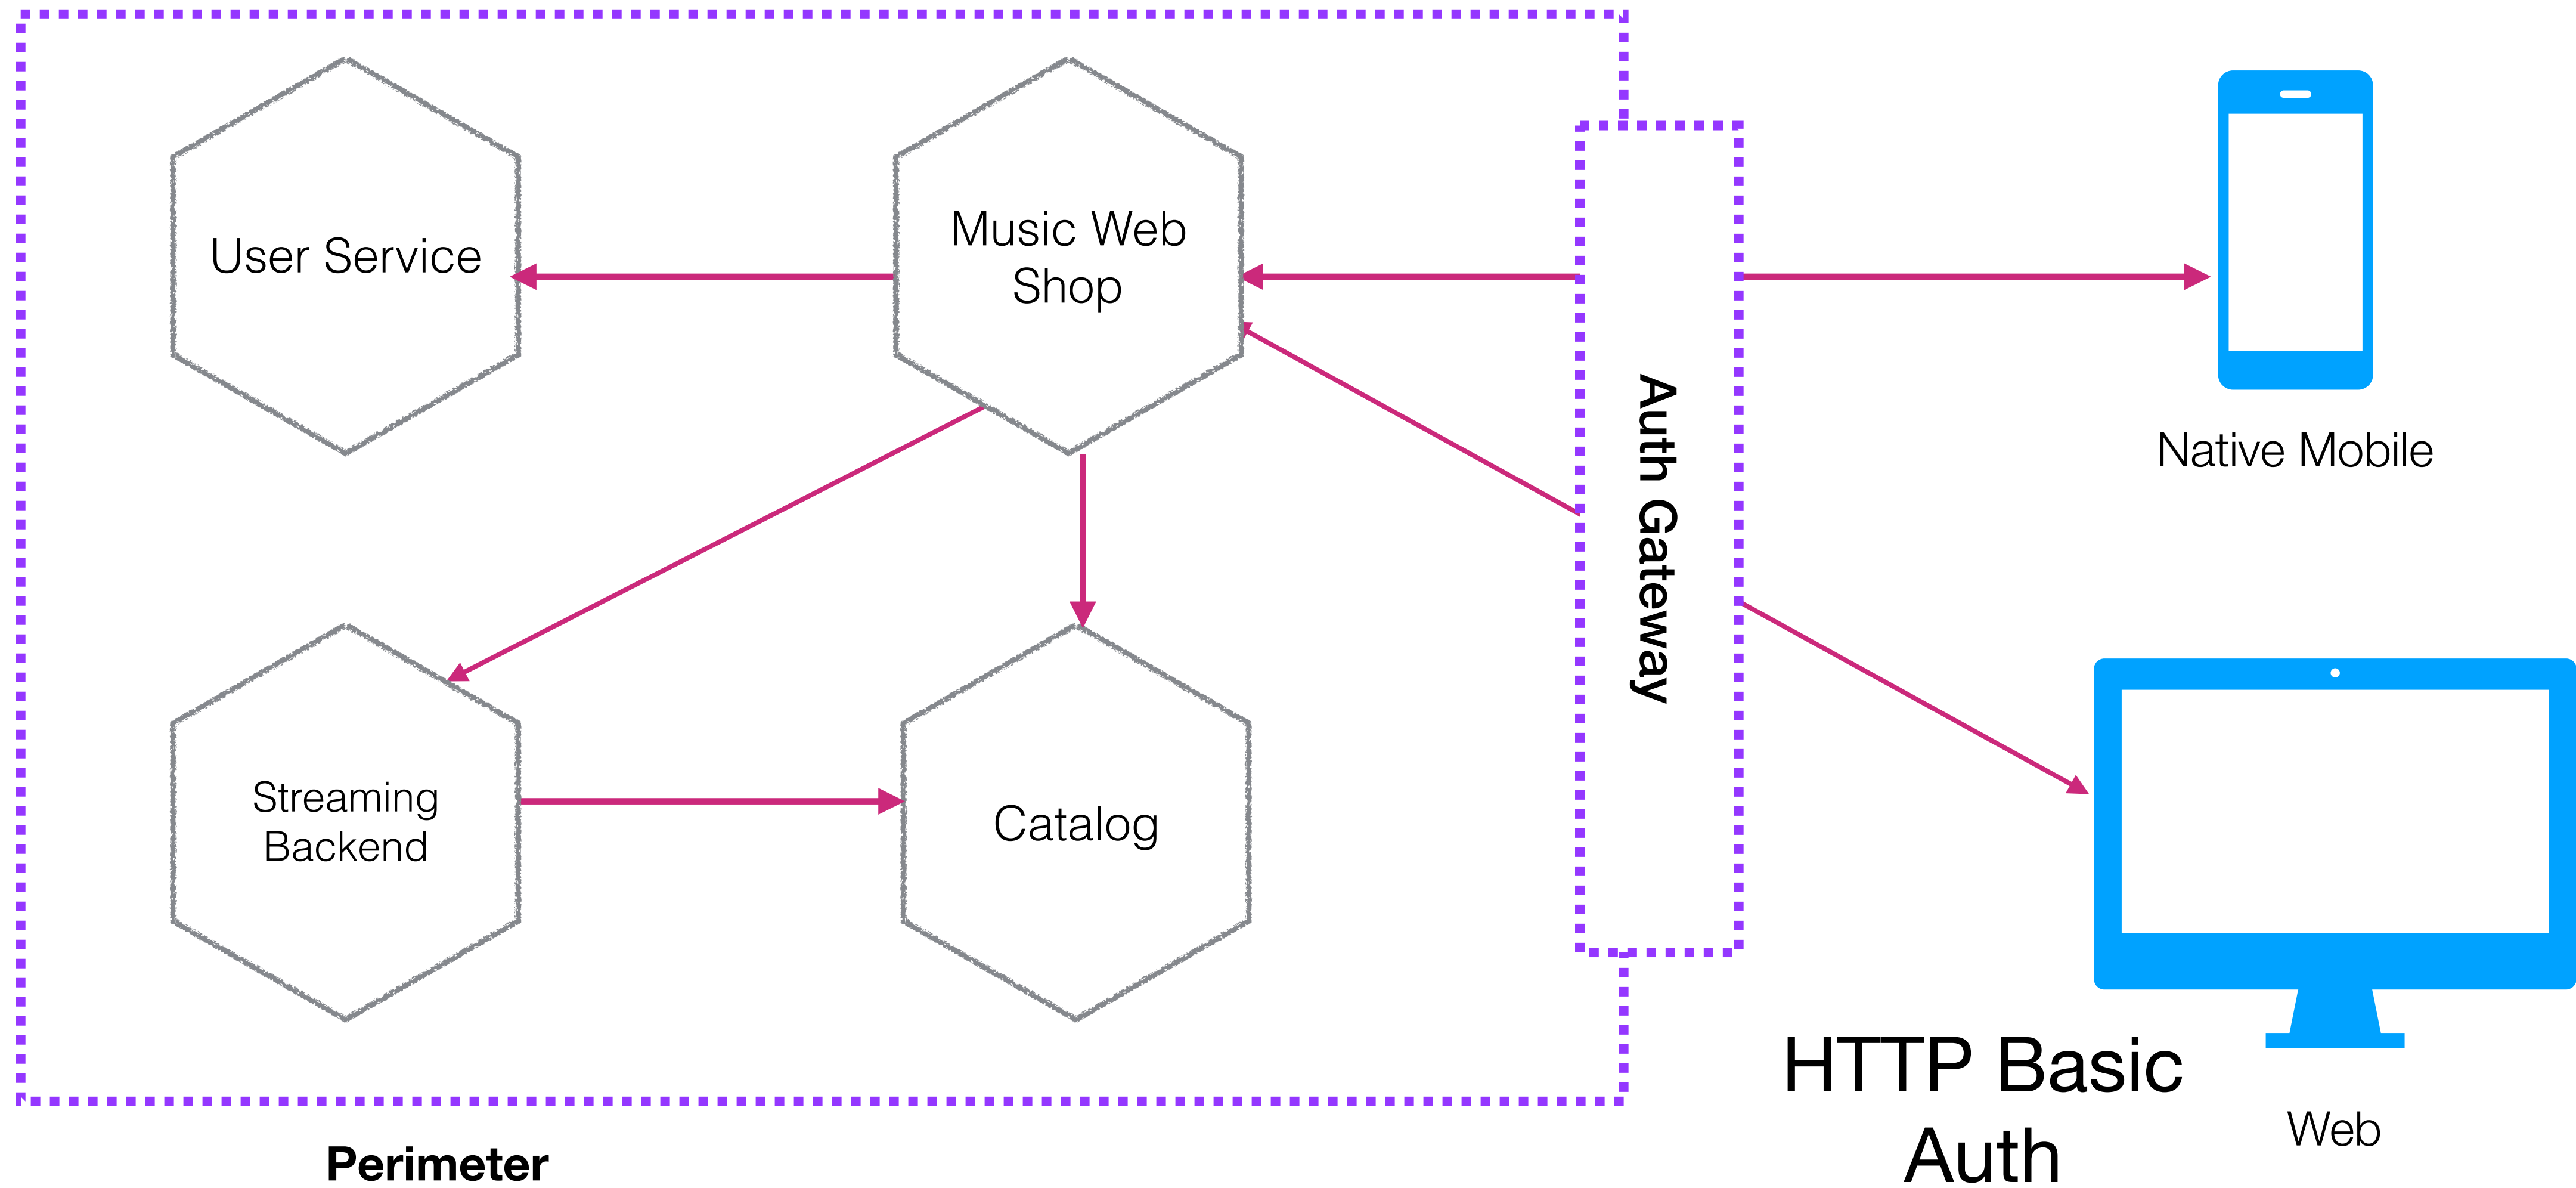 User Service
Music Web
Shop
Auth Gateway
Native Mobile
Streaming
Backend
Catalog
HTTP Basic
Auth
Web
Perimeter